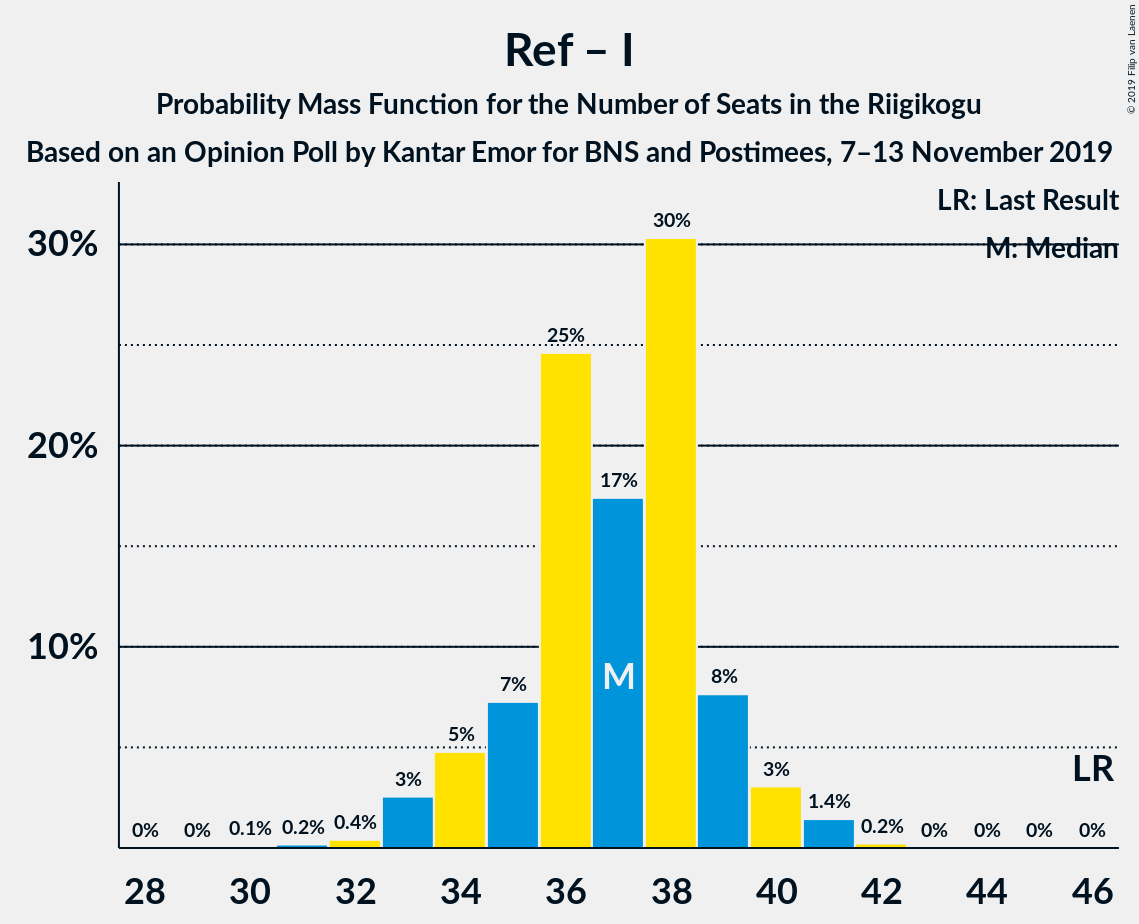 Ref – I
Probability Mass Function for the Number of Seats in the Riigikogu
Based on an Opinion Poll by Kantar Emor for BNS and Postimees, 7–13 November 2019
© 2019 Filip van Laenen
LR: Last Result
M: Median
30%
20%
10%
0% 0% 0.1% 0.2% 0.4% 3% 5% 7% 25% 17% 30% 8% 3% 1.4% 0.2% 0% 0% 0% 0%
M
LR
28 30 32 34 36 38 40 42 44 46